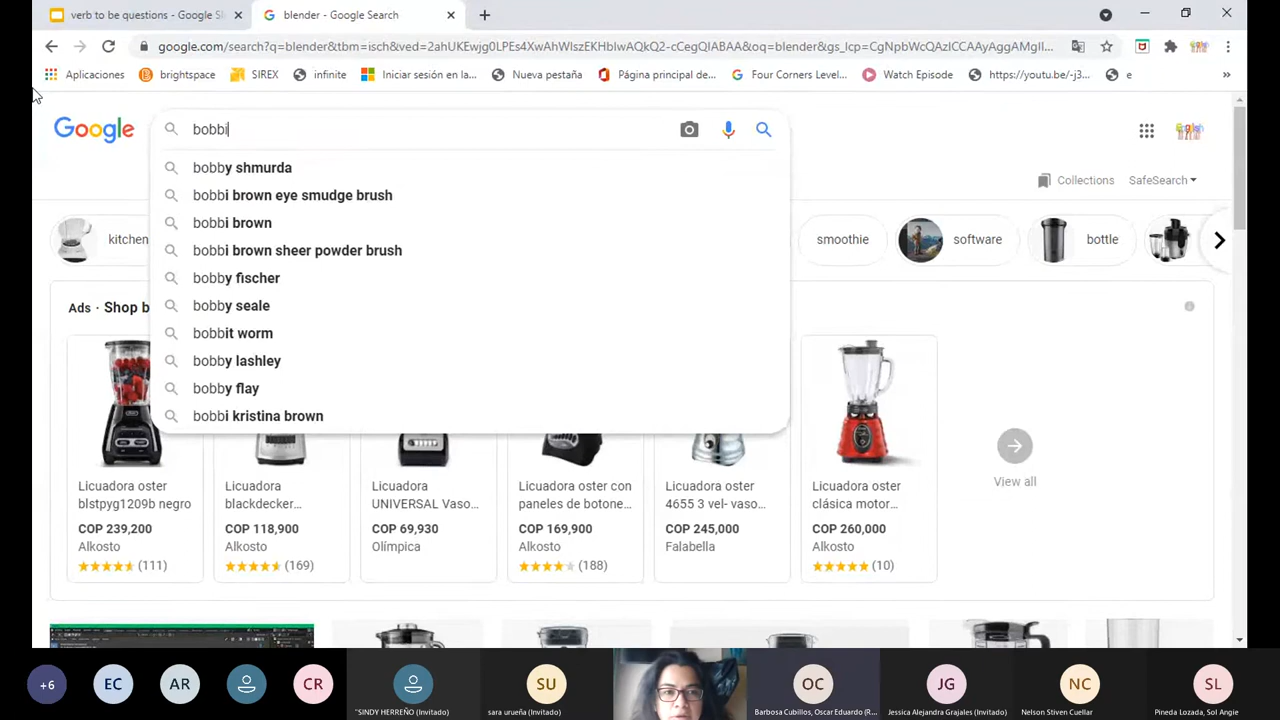 verb to be questions - Google Sl
blender - Google Search
google.com/search?q=blender&tbm=isch&ved=2ahUKEwjg0LPEs4XwAhWIszEKHblwAQkQ2-cCegQIABAA&oq=blender&gs_lcp=CgNpbWcQAzICCAAyAggAMgII...
Aplicaciones
brightspace
SIREX
infinite
Iniciar sesión en la...
Nueva pestaña
Página principal de...
Four Corners Level...
Watch Episode
https://youtu.be/-j3...
e
»
Google
bobbi
Collections
SafeSearch
bobby shmurda
bobbi brown eye smudge brush
bobbi brown
bobbi brown sheer powder brush
bobby fischer
bobby seale
bobbit worm
bobby lashley
bobby flay
bobbi kristina brown
kitchen
smoothie
software
bottle
Ads · Shop b
Licuadora oster
blstpyg1209b negro
COP 239,200
Alkosto
(111)
Licuadora
blackdecker...
COP 118,900
Alkosto
(169)
Licuadora
UNIVERSAL Vaso...
COP 69,930
Olímpica
Licuadora oster con
paneles de botone...
COP 169,900
Alkosto
(188)
Licuadora oster
4655 3 vel- vaso...
COP 245,000
Falabella
Licuadora oster
clásica motor...
COP 260,000
Alkosto
(10)
View all
+6
EC
AR
CR
"SINDY HERREÑO (Invitado)
SU
sara urueña (Invitado)
OC
Barbosa Cubillos, Oscar Eduardo (R...
JG
Jessica Alejandra Grajales (Invitado)
NC
Nelson Stiven Cuellar
SL
Pineda Lozada, Sol Angie